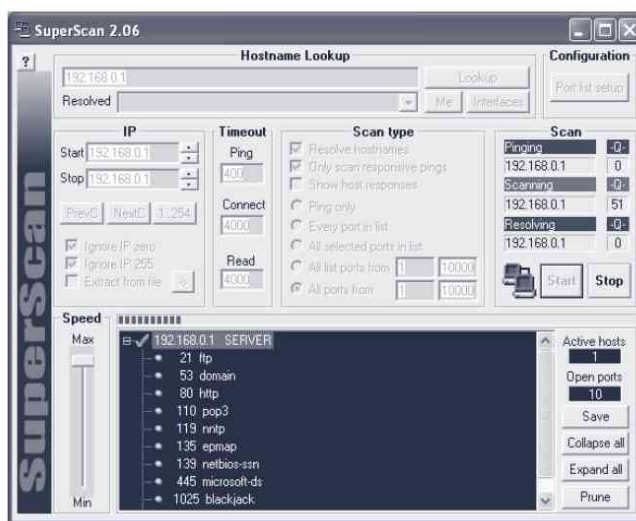 SuperScan 2.06
?
Hostname Lookup
192.168.0.1
Lookup
Resolved
Me
Interfaces
Configuration
Port list setup
IP
Start 192.168.0.1
Stop 192.168.0.1
PrevC NextC 1..254
Ignore IP zero
Ignore IP 255
Extract from file ->
Timeout
Ping
400
Connect
4000
Read
4000
Scan type
Resolve hostnames
Only scan responsive pings
Show host responses
Ping only
Every port in list
All selected ports in list
All list ports from 1 10000
All ports from 1 10000
Scan
Pinging -Q-
192.168.0.1 0
Scanning -Q-
192.168.0.1 51
Resolving -Q-
192.168.0.1 0
Start Stop
SuperScan
Speed
Max
Min
192.168.0.1 SERVER
21 ftp
53 domain
80 http
110 pop3
119 nntp
135 epmap
139 netbios-ssn
445 microsoft-ds
1025 blackjack
Active hosts
1
Open ports
10
Save
Collapse all
Expand all
Prune